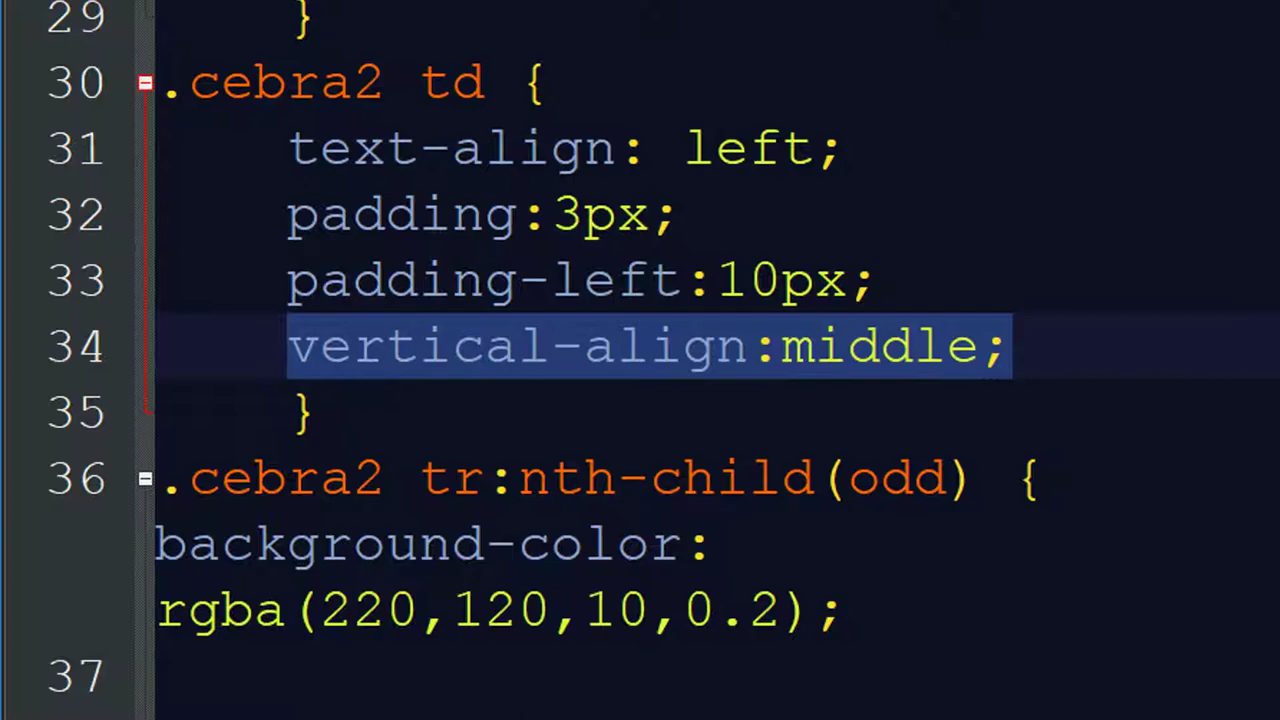 29 }
30 .cebra2 td {
31 text-align: left;
32 padding:3px;
33 padding-left:10px;
34 vertical-align:middle;
35 }
36 .cebra2 tr:nth-child(odd) {
background-color:
rgba(220,120,10,0.2);
37